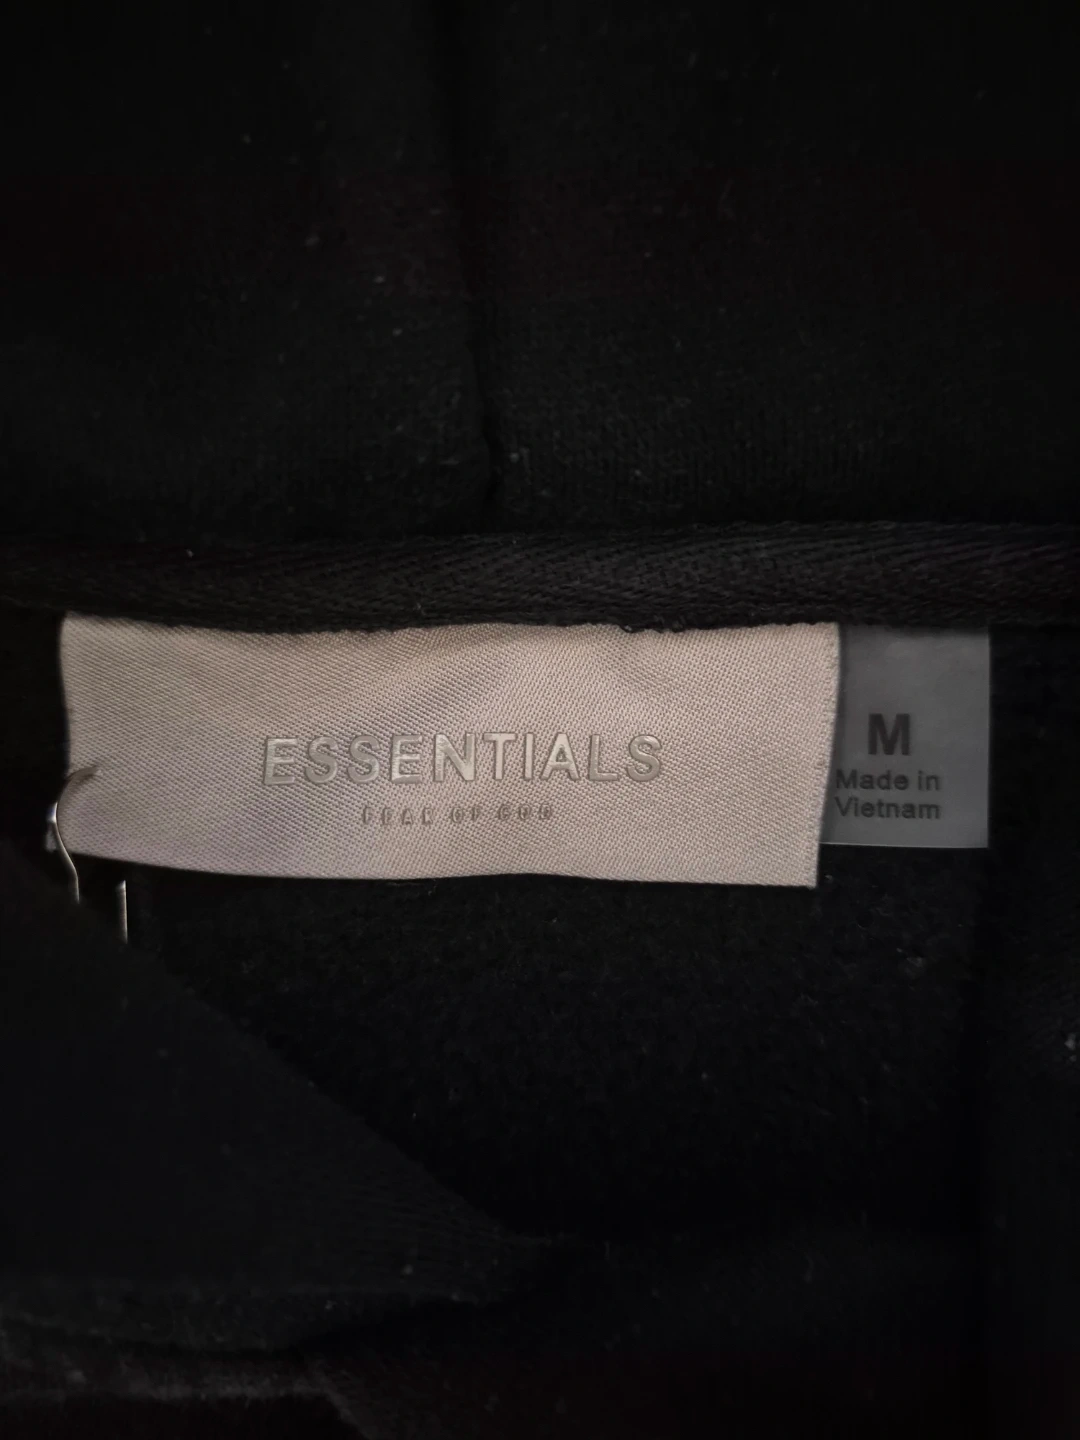 ESSENTIALS
FEAR OF GOD
M
Made in
Vietnam